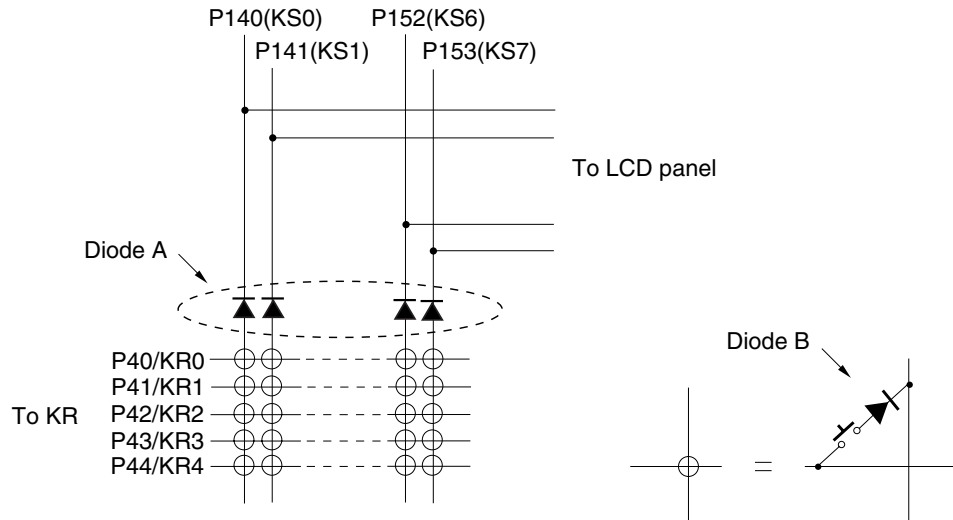 P140(KS0) P152(KS6)
P141(KS1) P153(KS7)
To LCD panel
Diode A
Diode B
P40/KR0
P41/KR1
To KR P42/KR2
P43/KR3
P44/KR4
=